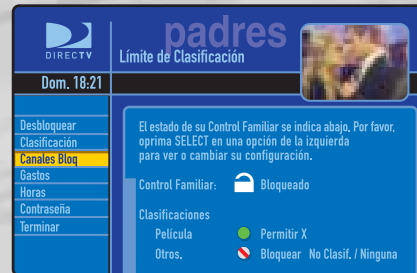 DIRECTV
padres
Límite de Clasificación
Dom. 18:21
Desbloquear
Clasificación
Canales Bloq
Gastos
Horas
Contraseña
Terminar
El estado de su Control Familiar se indica abajo. Por favor,
oprima SELECT en una opción de la izquierda
para ver o cambiar su configuración.
Control Familiar: Bloqueado
Clasificaciones
Película Permitir X
Otros. Bloquear No Clasif. / Ninguna